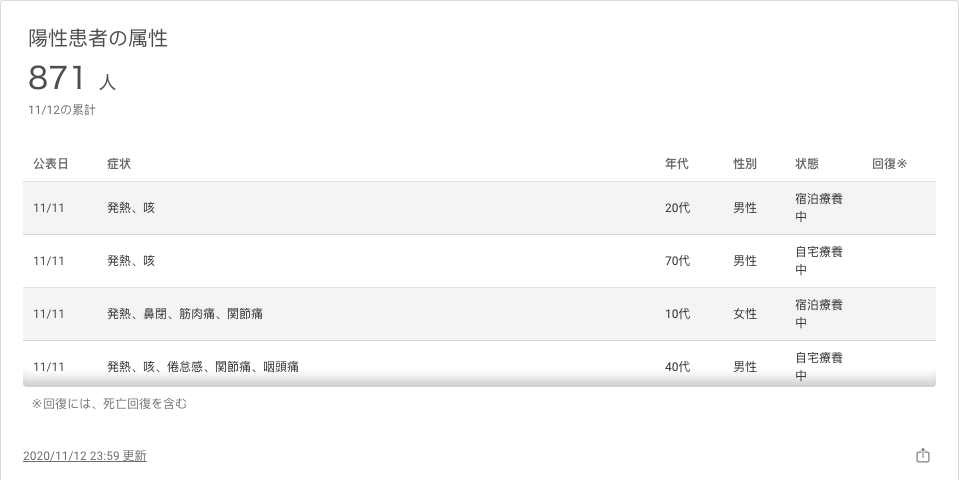 陽性患者の属性
871 人
11/12の累計
公表日 症状 年代 性別 状態 回復※
11/11 発熱、咳 20代 男性 宿泊療養
中
11/11 発熱、咳 70代 男性 自宅療養
中
11/11 発熱、鼻閉、筋肉痛、関節痛 10代 女性 宿泊療養
中
11/11 発熱、咳、倦怠感、関節痛、咽頭痛 40代 男性 自宅療養
中
※回復には、死亡回復を含む
2020/11/12 23:59 更新